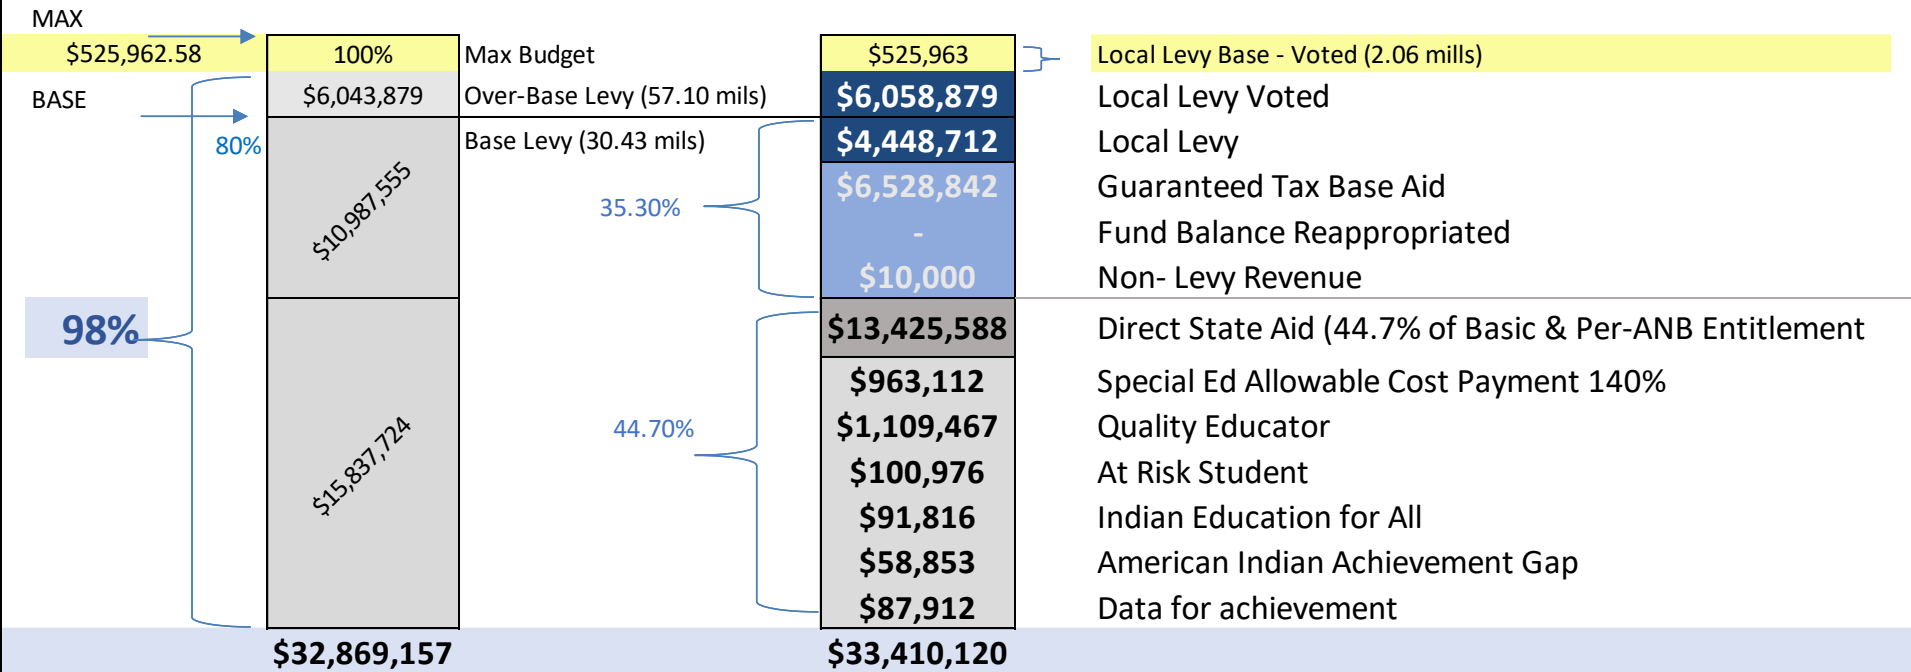 MAX
$525,962.58 100% Max Budget $525,963 Local Levy Base - Voted (2.06 mills)
BASE $6,043,879 Over-Base Levy (57.10 mils) $6,058,879 Local Levy Voted
80% Base Levy (30.43 mils) $4,448,712 Local Levy
$10,987,555 35.30% $6,528,842 Guaranteed Tax Base Aid
- Fund Balance Reappropriated
$10,000 Non- Levy Revenue
98% $13,425,588 Direct State Aid (44.7% of Basic & Per-ANB Entitlement
$963,112 Special Ed Allowable Cost Payment 140%
$15,837,724 44.70% $1,109,467 Quality Educator
$100,976 At Risk Student
$91,816 Indian Education for All
$58,853 American Indian Achievement Gap
$87,912 Data for achievement
$32,869,157 $33,410,120